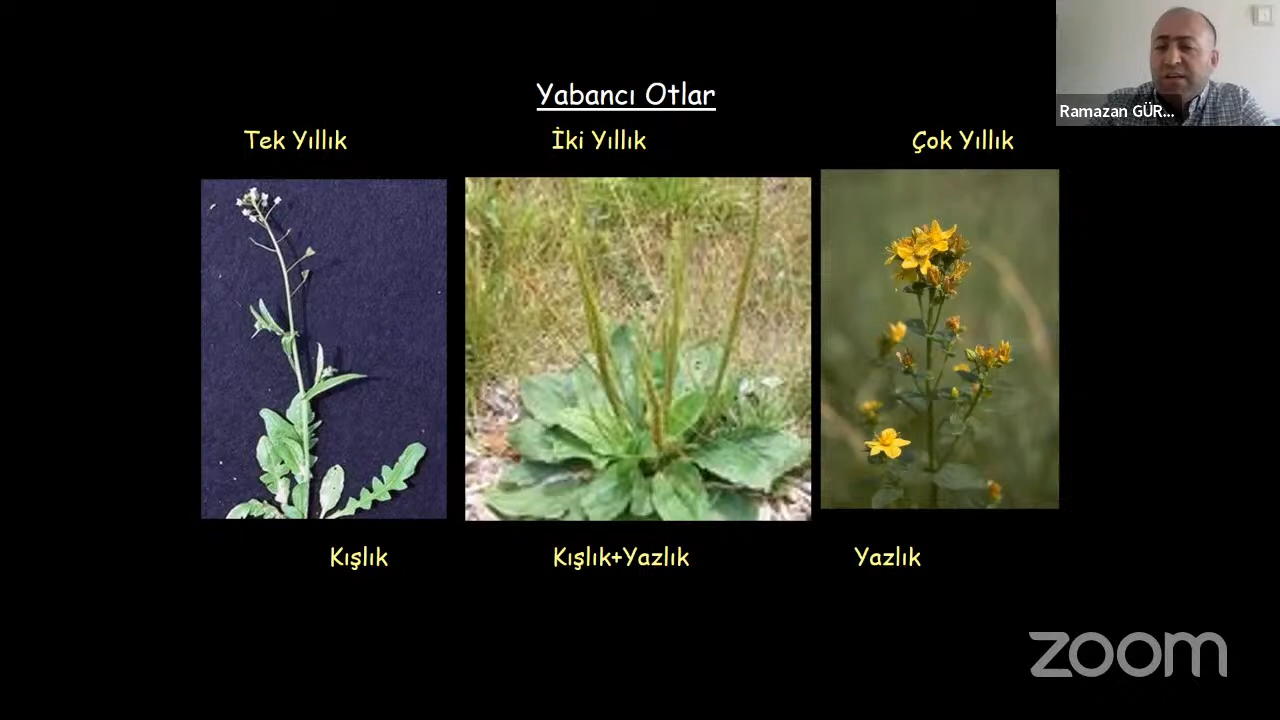 Yabancı Otlar
Tek Yıllık
İki Yıllık
Çok Yıllık
Ramazan GÜR...
Kışlık
Kışlık+Yazlık
Yazlık
zoom